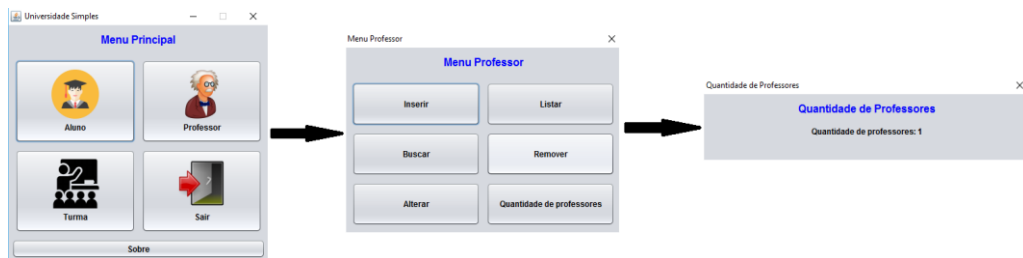 Universidade Simples
Menu Principal
Aluno
Professor
Turma
Sair
Sobre
Menu Professor
Menu Professor
Inserir
Listar
Buscar
Remover
Alterar
Quantidade de professores
Quantidade de Professores
Quantidade de Professores
Quantidade de professores: 1